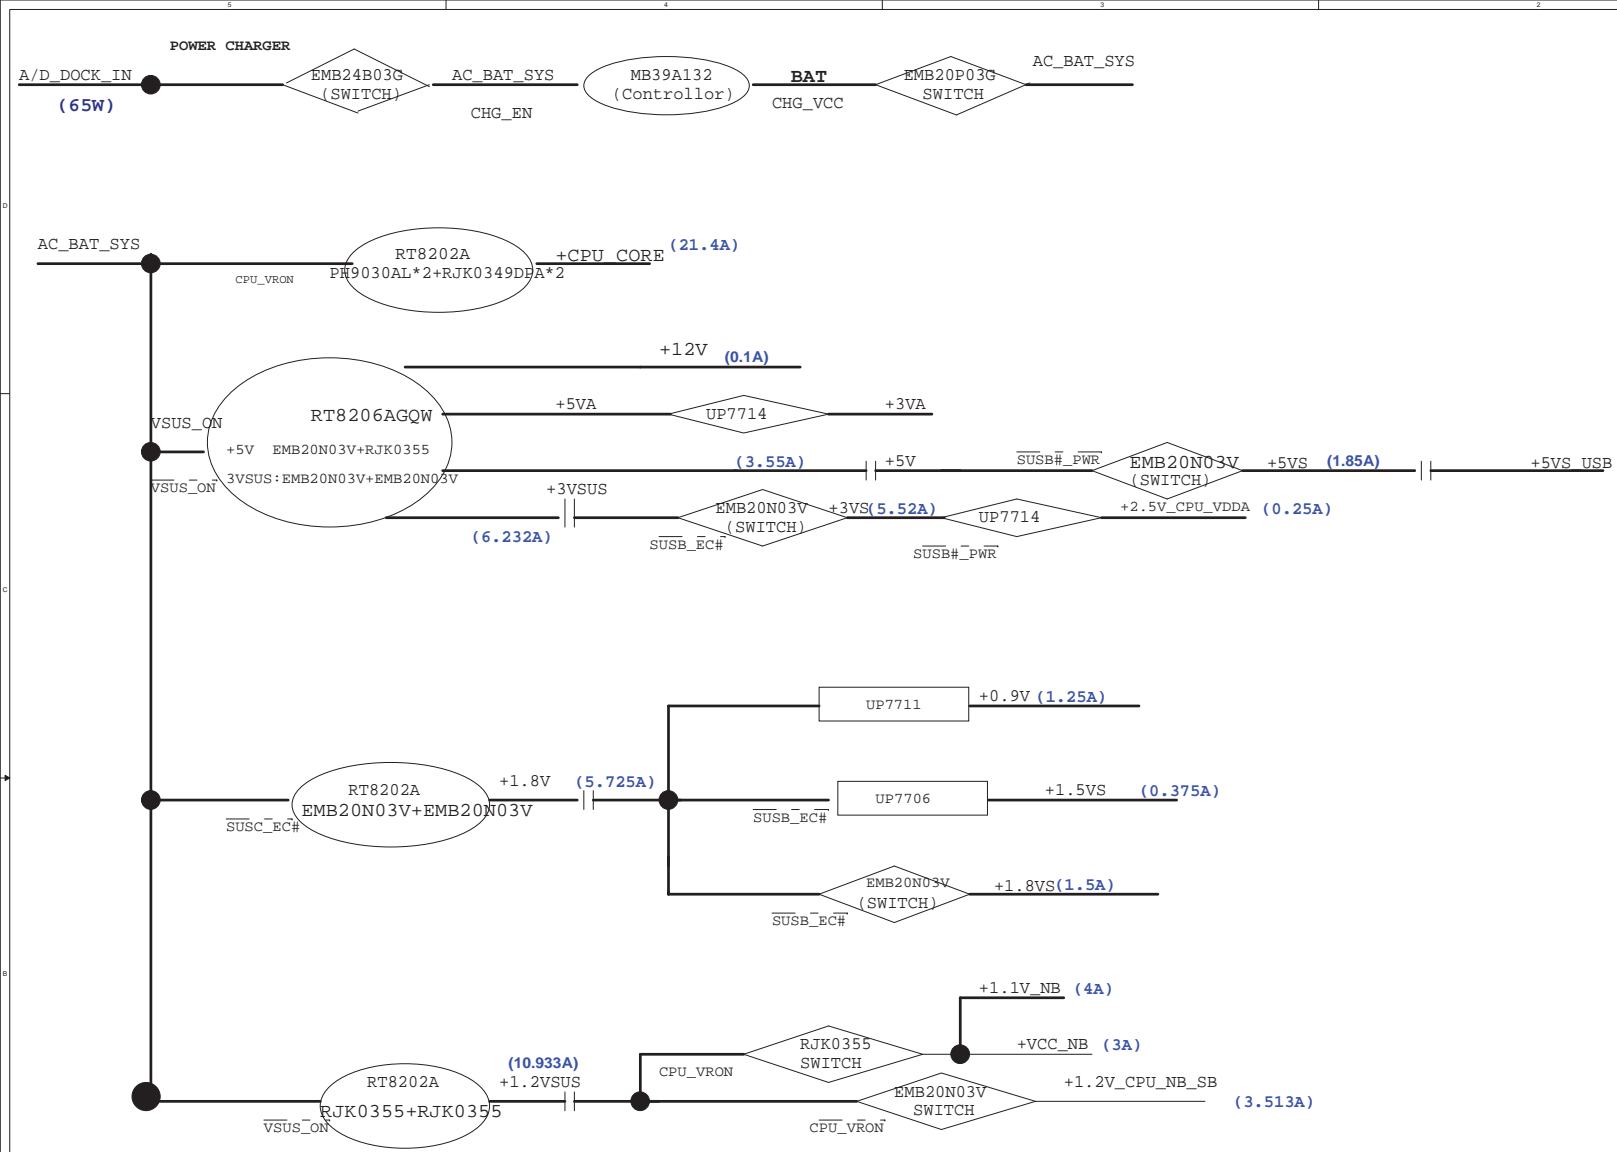 5 4 3 2
POWER CHARGER
A/D_DOCK_IN
(65W)
EMB24B03G
(SWITCH)
AC_BAT_SYS
CHG_EN
MB39A132
(Controllor)
BAT
CHG_VCC
EMB20P03G
SWITCH
AC_BAT_SYS
D
AC_BAT_SYS
CPU_VRON
RT8202A
PH9030AL*2+RJK0349DPA*2
+CPU_CORE
(21.4A)
+12V
(0.1A)
VSUS_ON
RT8206AGQW
+5V EMB20N03V+RJK0355
3VSUS:EMB20N03V+EMB20N03V
VSUS_ON
+5VA
UP7714
+3VA
(3.55A)
+5V
SUSB#_PWR
EMB20N03V
(SWITCH)
+5VS
(1.85A)
+5VS_USB
+3VSUS
(6.232A)
EMB20N03V
(SWITCH)
SUSB_EC#
+3VS
(5.52A)
UP7714
SUSB#_PWR
+2.5V_CPU_VDDA
(0.25A)
C
UP7711
+0.9V
(1.25A)
RT8202A
EMB20N03V+EMB20N03V
SUSC_EC#
+1.8V
(5.725A)
SUSB_EC#
UP7706
+1.5VS
(0.375A)
EMB20N03V
(SWITCH)
SUSB_EC#
+1.8VS
(1.5A)
B
+1.1V_NB
(4A)
RJK0355
SWITCH
CPU_VRON
+VCC_NB
(3A)
(10.933A)
+1.2VSUS
RT8202A
RJK0355+RJK0355
VSUS_ON
EMB20N03V
SWITCH
CPU_VRON
+1.2V_CPU_NB_SB
(3.513A)